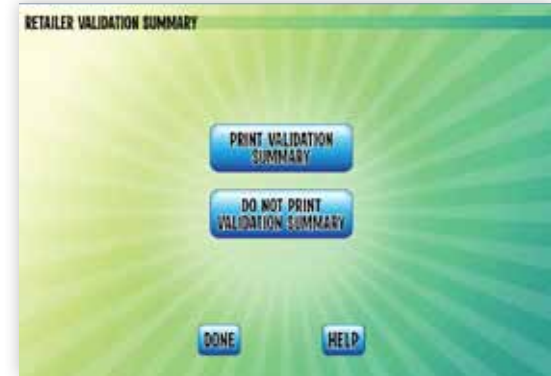 RETAILER VALIDATION SUMMARY
PRINT VALIDATION
SUMMARY
DO NOT PRINT
VALIDATION SUMMARY
DONE
HELP